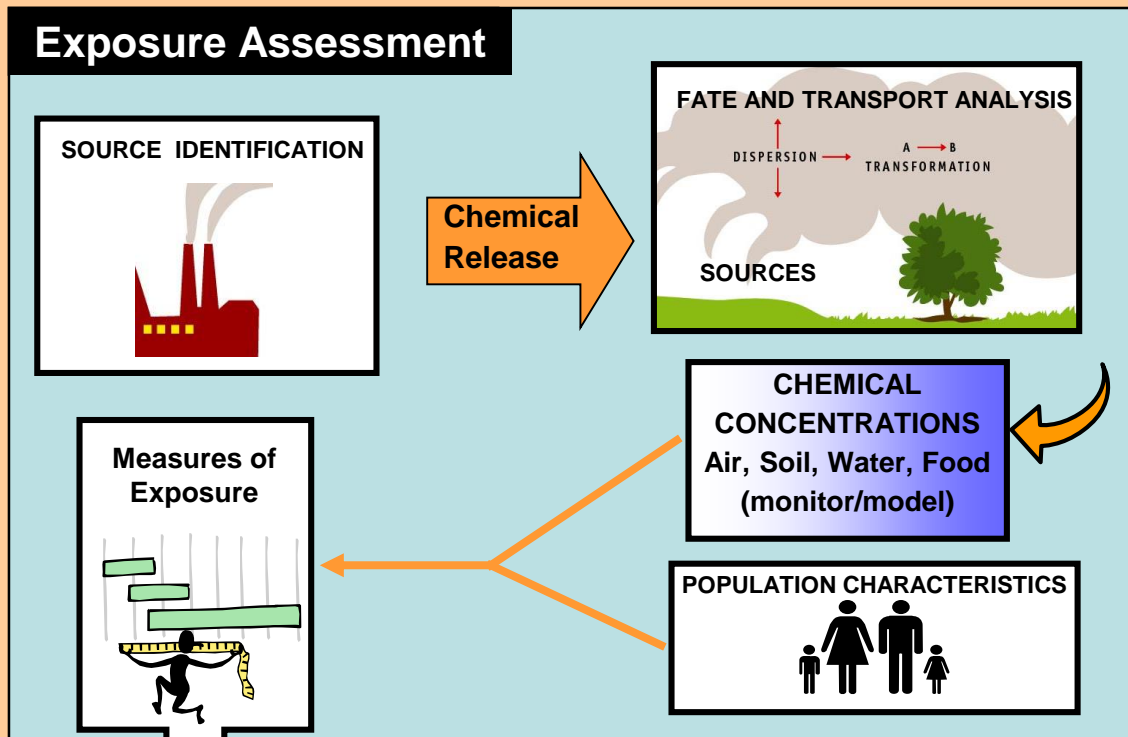 Exposure Assessment
SOURCE IDENTIFICATION
Chemical
Release
FATE AND TRANSPORT ANALYSIS
DISPERSION
A B
TRANSFORMATION
SOURCES
CHEMICAL
CONCENTRATIONS
Air, Soil, Water, Food
(monitor/model)
POPULATION CHARACTERISTICS
Measures of
Exposure